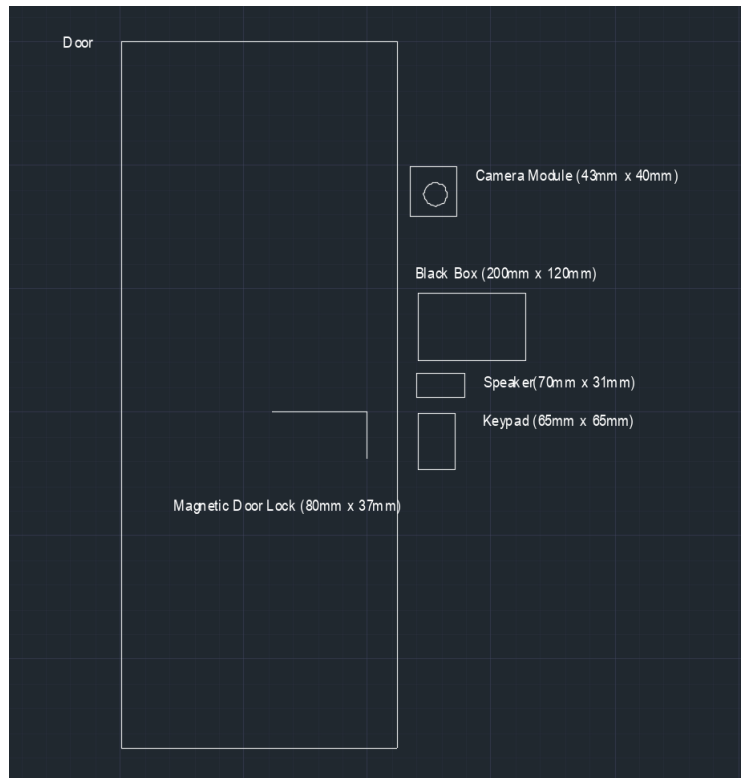 Door
Camera Module (43mm x 40mm)
Black Box (200mm x 120mm)
Speaker(70mm x 31mm)
Keypad (65mm x 65mm)
Magnetic Door Lock (80mm x 37mm)